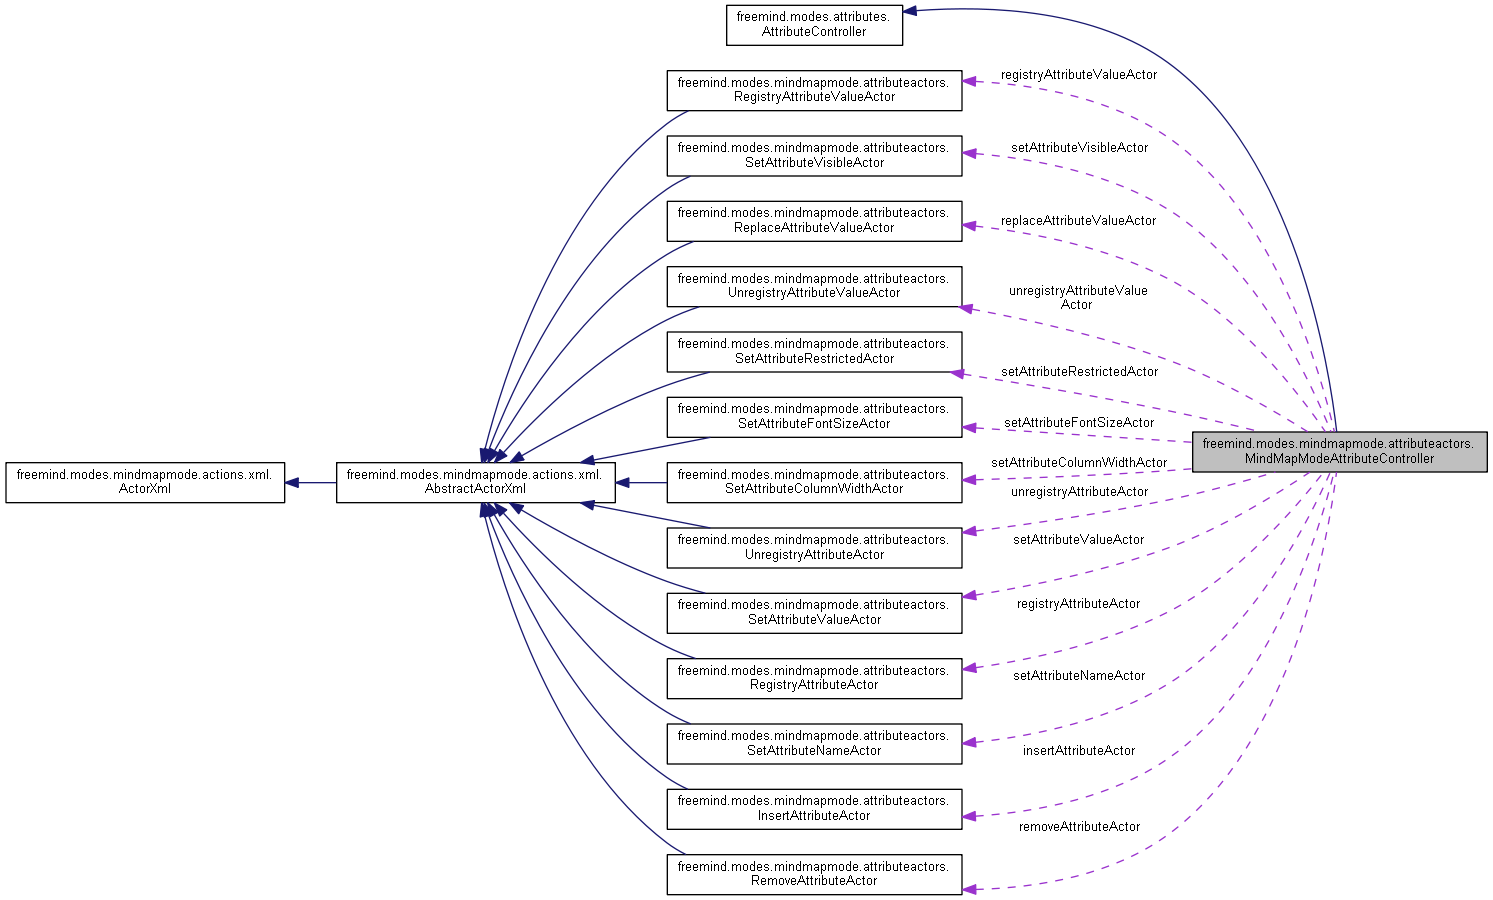 freemind.modes.attributes.
AttributeController
freemind.modes.mindmapmode.attributeactors.
RegistryAttributeValueActor
registryAttributeValueActor
freemind.modes.mindmapmode.attributeactors.
SetAttributeVisibleActor
setAttributeVisibleActor
freemind.modes.mindmapmode.attributeactors.
ReplaceAttributeValueActor
replaceAttributeValueActor
freemind.modes.mindmapmode.attributeactors.
UnregistryAttributeValueActor
unregistryAttributeValue
Actor
freemind.modes.mindmapmode.attributeactors.
SetAttributeRestrictedActor
setAttributeRestrictedActor
freemind.modes.mindmapmode.attributeactors.
SetAttributeFontSizeActor
setAttributeFontSizeActor
freemind.modes.mindmapmode.attributeactors.
MindMapModeAttributeController
freemind.modes.mindmapmode.actions.xml.
ActorXml
freemind.modes.mindmapmode.actions.xml.
AbstractActorXml
freemind.modes.mindmapmode.attributeactors.
SetAttributeColumnWidthActor
setAttributeColumnWidthActor
unregistryAttributeActor
freemind.modes.mindmapmode.attributeactors.
UnregistryAttributeActor
setAttributeValueActor
freemind.modes.mindmapmode.attributeactors.
SetAttributeValueActor
registryAttributeActor
freemind.modes.mindmapmode.attributeactors.
RegistryAttributeActor
setAttributeNameActor
freemind.modes.mindmapmode.attributeactors.
SetAttributeNameActor
insertAttributeActor
freemind.modes.mindmapmode.attributeactors.
InsertAttributeActor
removeAttributeActor
freemind.modes.mindmapmode.attributeactors.
RemoveAttributeActor